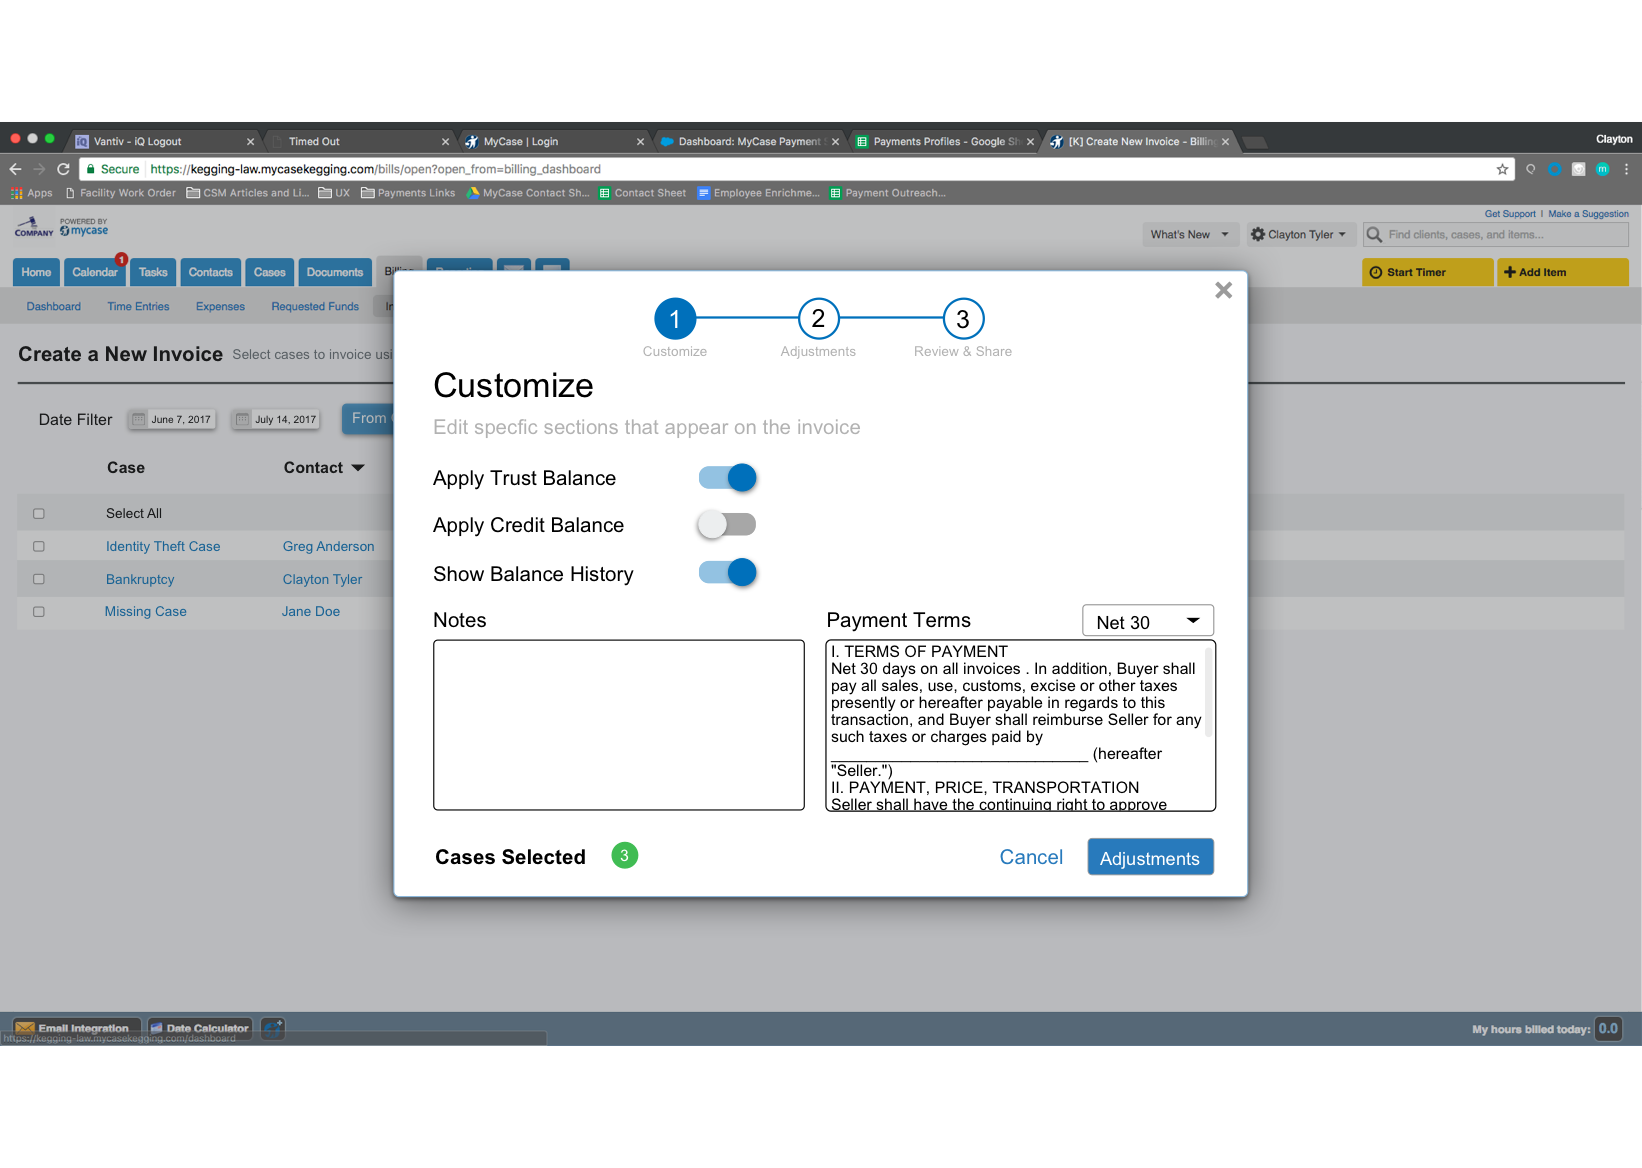 Vantiv - iQ Logout
Timed Out
MyCase | Login
Dashboard: MyCase Payment
Payments Profiles - Google Sh
[K] Create New Invoice - Billing
Clayton
Secure https://kegging-law.mycasekegging.com/bills/open?open_from=billing_dashboard
Apps Facility Work Order CSM Articles and Li... UX Payments Links MyCase Contact Sh... Contact Sheet Employee Enrichme... Payment Outreach...
COMPANY
POWERED BY
mycase
Get Support | Make a Suggestion
What's New Clayton Tyler Find clients, cases, and items...
Home Calendar 1 Tasks Contacts Cases Documents
Start Timer Add Item
Dashboard Time Entries Expenses Requested Funds In
Create a New Invoice Select cases to invoice usi
Date Filter June 7, 2017 July 14, 2017 From
Case Contact
Select All
Identity Theft Case Greg Anderson
Bankruptcy Clayton Tyler
Missing Case Jane Doe
1 2 3
Customize Adjustments Review & Share
Customize
Edit specfic sections that appear on the invoice
Apply Trust Balance
Apply Credit Balance
Show Balance History
Notes
Payment Terms Net 30
I. TERMS OF PAYMENT
Net 30 days on all invoices . In addition, Buyer shall
pay all sales, use, customs, excise or other taxes
presently or hereafter payable in regards to this
transaction, and Buyer shall reimburse Seller for any
such taxes or charges paid by
______________________________ (hereafter
"Seller.")
II. PAYMENT, PRICE, TRANSPORTATION
Seller shall have the continuing right to approve
Cases Selected 3
Cancel Adjustments
Email Integration Date Calculator
https://kegging-law.mycasekegging.com/dashboard
My hours billed today: 0.0